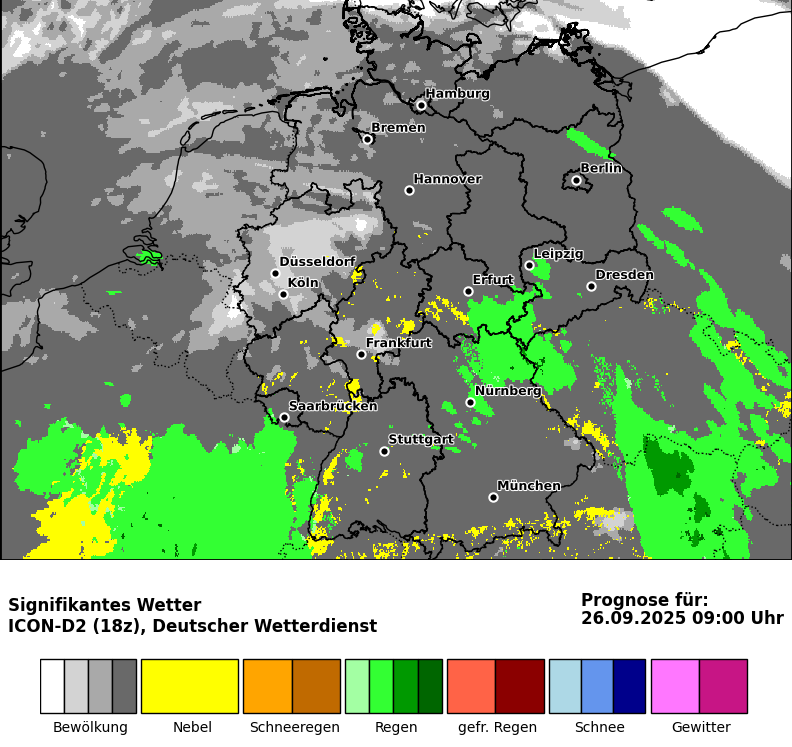 Hamburg
Bremen
Berlin
Hannover
Leipzig
Düsseldorf
Dresden
Erfurt
Köln
Frankfurt
Nürnberg
Saarbrücken
Stuttgart
München
Signifikantes Wetter
ICON-D2 (18z), Deutscher Wetterdienst
Prognose für:
26.09.2025 09:00 Uhr
Bewölkung
Nebel
Schneeregen
Regen
gefr. Regen
Schnee
Gewitter